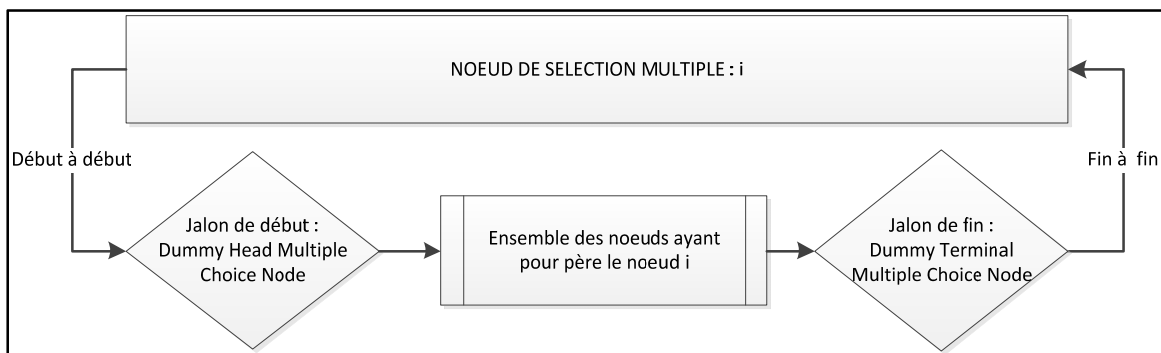 NOEUD DE SELECTION MULTIPLE : i
Début à début
Fin à fin
Jalon de début :
Dummy Head Multiple
Choice Node
Ensemble des noeuds ayant
pour père le noeud i
Jalon de fin :
Dummy Terminal
Multiple Choice Node